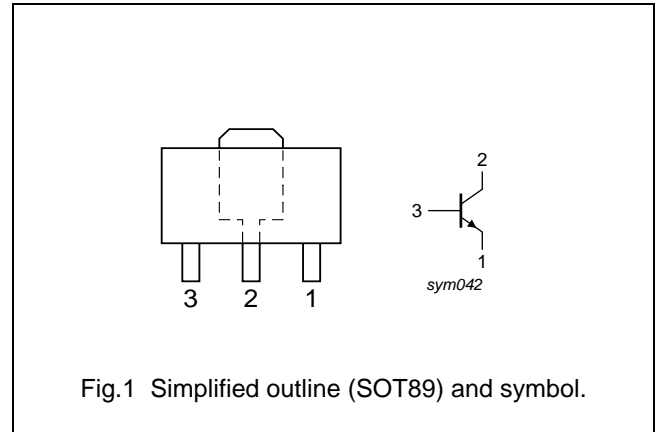 2
3
1
sym042
3 2 1
Fig.1 Simplified outline (SOT89) and symbol.